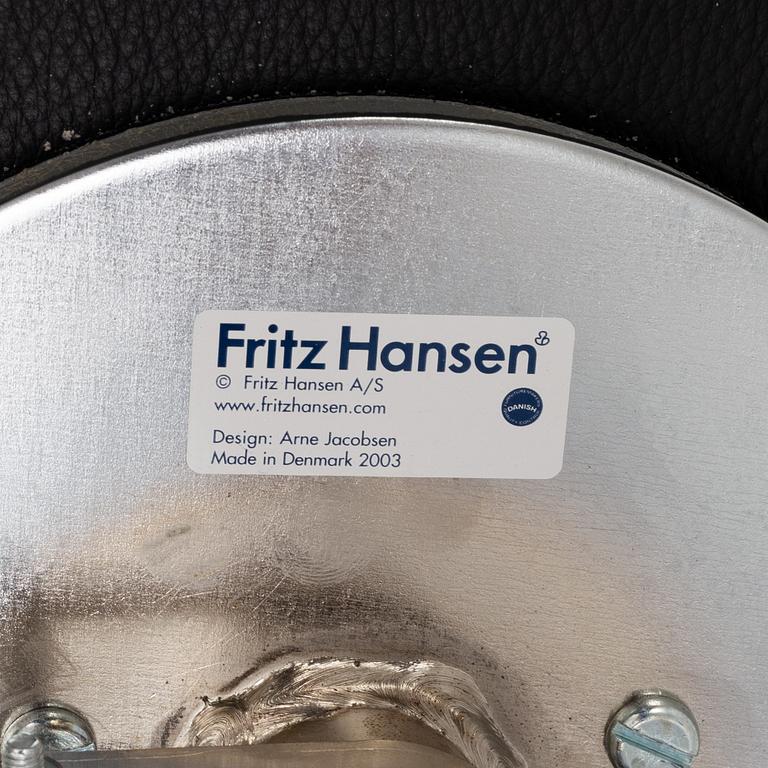 Fritz Hansen
© Fritz Hansen A/S
www.fritzhansen.com
DANISH
Design: Arne Jacobsen
Made in Denmark 2003